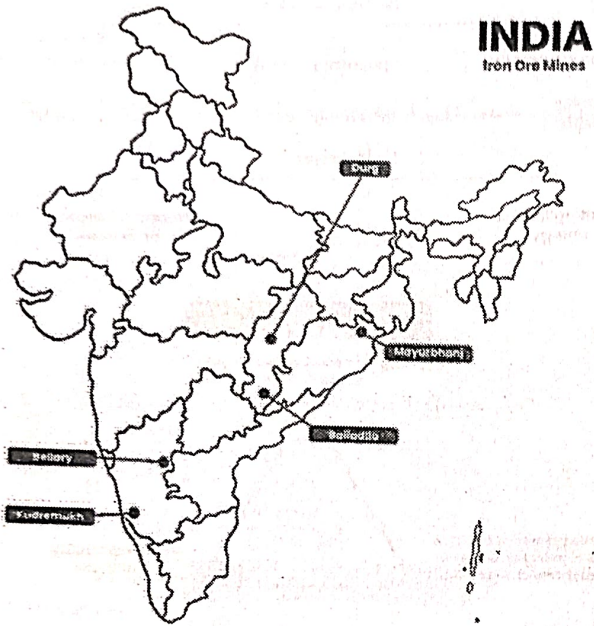 INDIA
Iron Ore Mines
Durg
Mayurbhanj
Bailadila
Bellary
Kudremukh